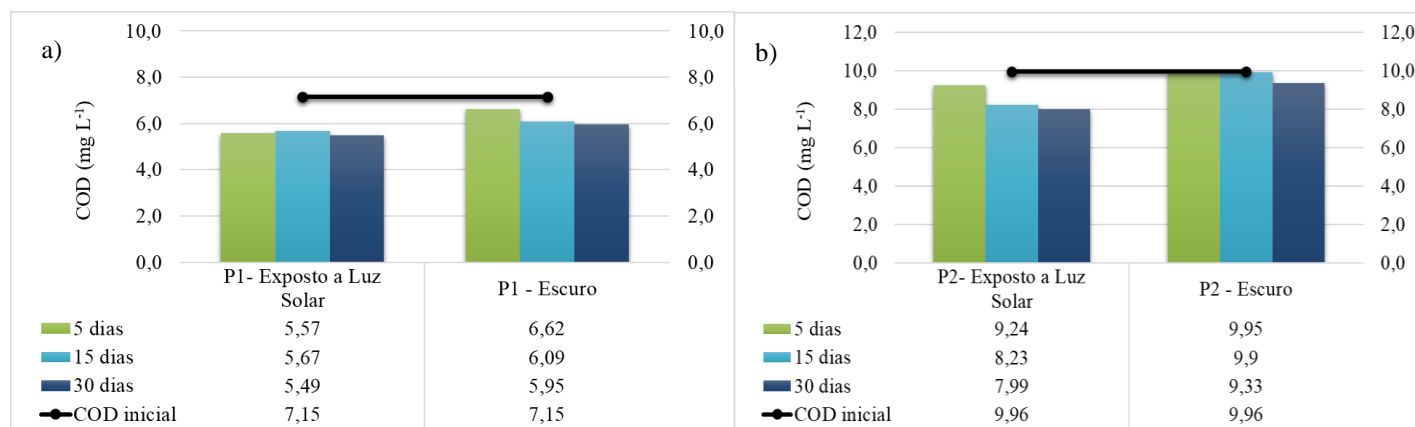 a)
COD (mg L-1)
10,0
8,0
6,0
4,0
2,0
0,0
10,0
8,0
6,0
4,0
2,0
0,0
P1- Exposto a Luz
Solar
P1 - Escuro
5 dias 5,57 6,62
15 dias 5,67 6,09
30 dias 5,49 5,95
COD inicial 7,15 7,15
b)
COD (mg L-1)
12,0
10,0
8,0
6,0
4,0
2,0
0,0
12,0
10,0
8,0
6,0
4,0
2,0
0,0
P2- Exposto a Luz
Solar
P2 - Escuro
5 dias 9,24 9,95
15 dias 8,23 9,9
30 dias 7,99 9,33
COD inicial 9,96 9,96